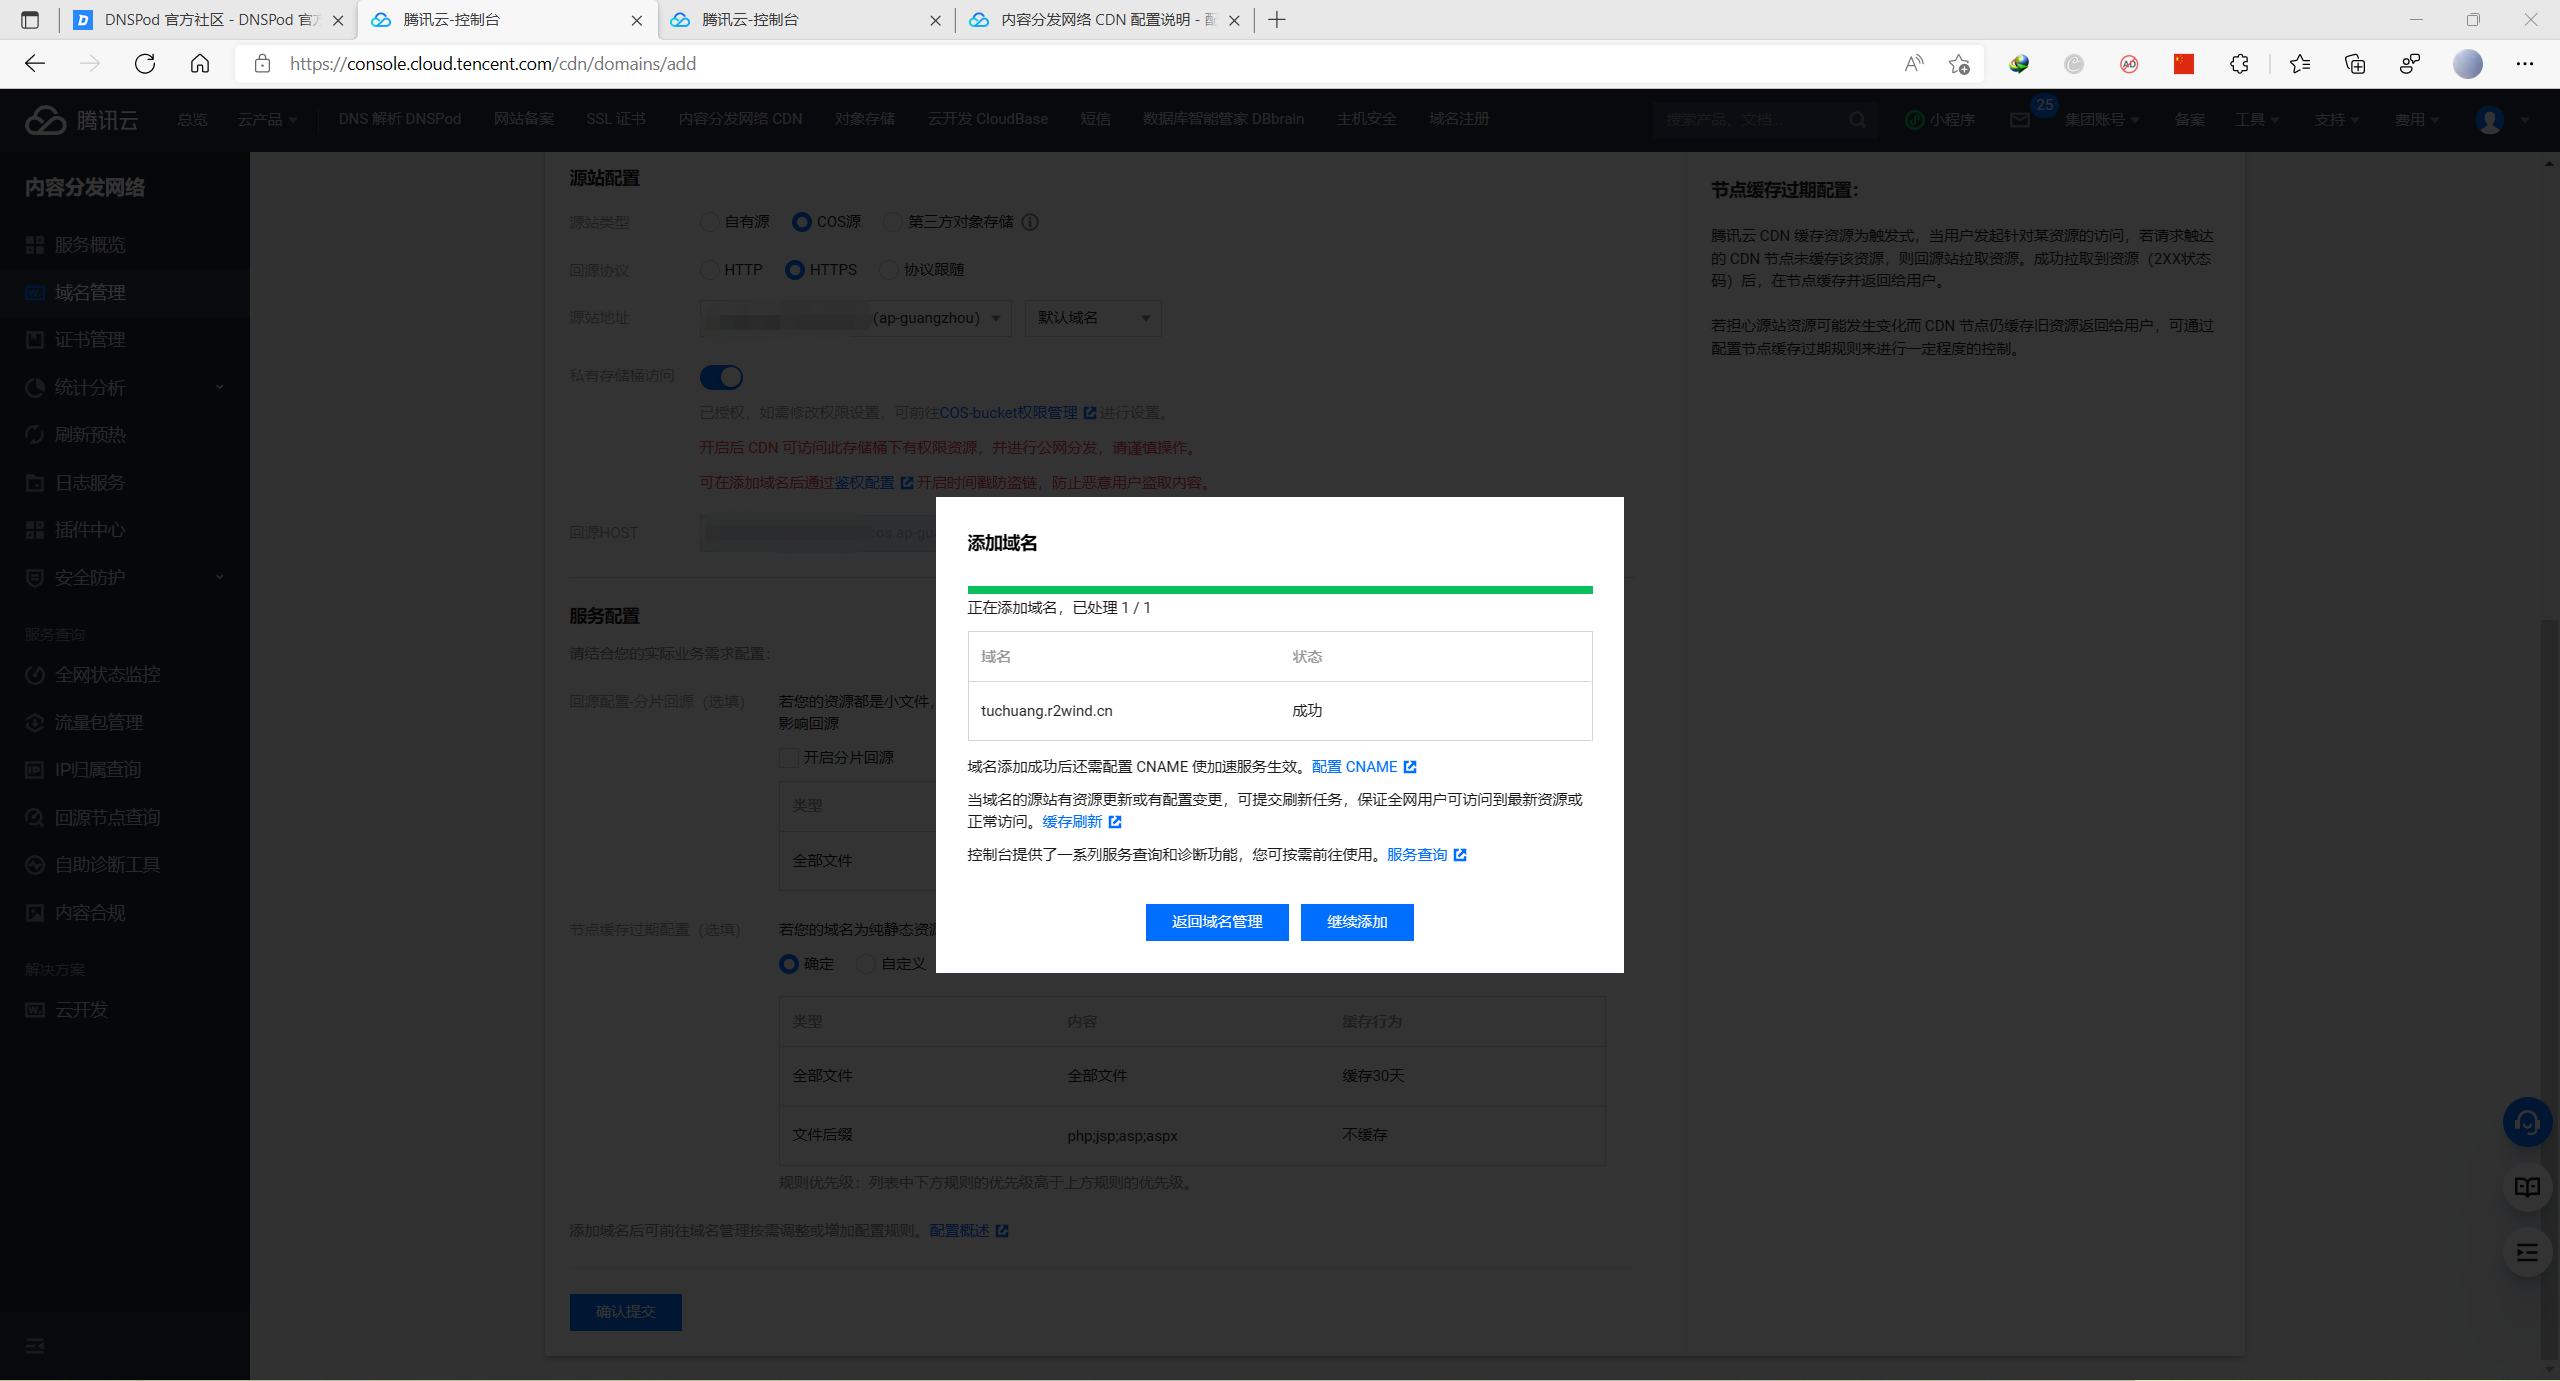 DNSPod 官方社区 - DNSPod 官方
腾讯云-控制台
腾讯云-控制台
内容分发网络 CDN 配置说明 - 配
https://console.cloud.tencent.com/cdn/domains/add
腾讯云
总览
云产品
DNS 解析 DNSPod
网站备案
SSL 证书
内容分发网络 CDN
对象存储
云开发 CloudBase
短信
数据库智能管家 DBbrain
主机安全
域名注册
搜索产品、文档...
小程序
25
集团账号
备案
工具
支持
费用
内容分发网络
服务概览
域名管理
证书管理
统计分析
刷新预热
日志服务
插件中心
安全防护
服务查询
全网状态监控
流量包管理
IP归属查询
回源节点查询
自助诊断工具
内容合规
解决方案
云开发
源站配置
源站类型 自有源 COS源 第三方对象存储
回源协议 HTTP HTTPS 协议跟随
源站地址 (ap-guangzhou) 默认域名
私有存储桶访问
已授权，如需修改权限设置，可前往COS-bucket权限管理 进行设置。
开启后 CDN 可访问此存储桶下有权限资源，并进行公网分发，请谨慎操作。
可在添加域名后通过鉴权配置 开启时间戳防盗链，防止恶意用户盗取内容。
回源HOST cos.ap-gu
服务配置
请结合您的实际业务需求配置：
回源配置-分片回源（选填） 若您的资源都是小文件，
影响回源
开启分片回源
类型
全部文件
节点缓存过期配置（选填） 若您的域名为纯静态资源
确定 自定义
类型 内容 缓存行为
全部文件 全部文件 缓存30天
文件后缀 php;jsp;asp;aspx 不缓存
规则优先级：列表中下方规则的优先级高于上方规则的优先级。
添加域名后可前往域名管理按需调整或增加配置规则。配置概述
确认提交
节点缓存过期配置：
腾讯云 CDN 缓存资源为触发式，当用户发起针对某资源的访问，若请求触达
的 CDN 节点未缓存该资源，则回源站拉取资源。成功拉取到资源（2XX状态
码）后，在节点缓存并返回给用户。
若担心源站资源可能发生变化而 CDN 节点仍缓存旧资源返回给用户，可通过
配置节点缓存过期规则来进行一定程度的控制。
添加域名
正在添加域名，已处理 1 / 1
域名 状态
tuchuang.r2wind.cn 成功
域名添加成功后还需配置 CNAME 使加速服务生效。配置 CNAME
当域名的源站有资源更新或有配置变更，可提交刷新任务，保证全网用户可访问到最新资源或
正常访问。缓存刷新
控制台提供了一系列服务查询和诊断功能，您可按需前往使用。服务查询
返回域名管理 继续添加